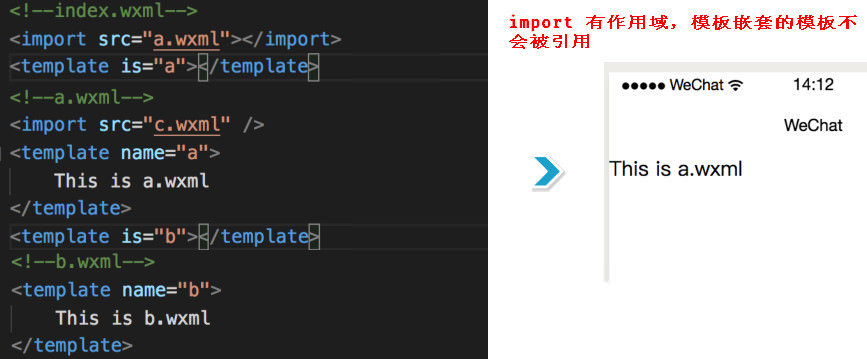 <!--index.wxml-->
<import src="a.wxml"></import>
<template is="a"></template>
<!--a.wxml-->
<import src="c.wxml" />
<template name="a">
This is a.wxml
</template>
<template is="b"></template>
<!--b.wxml-->
<template name="b">
This is b.wxml
</template>
import 有作用域，模板嵌套的模板不
会被引用
WeChat 14:12
WeChat
This is a.wxml